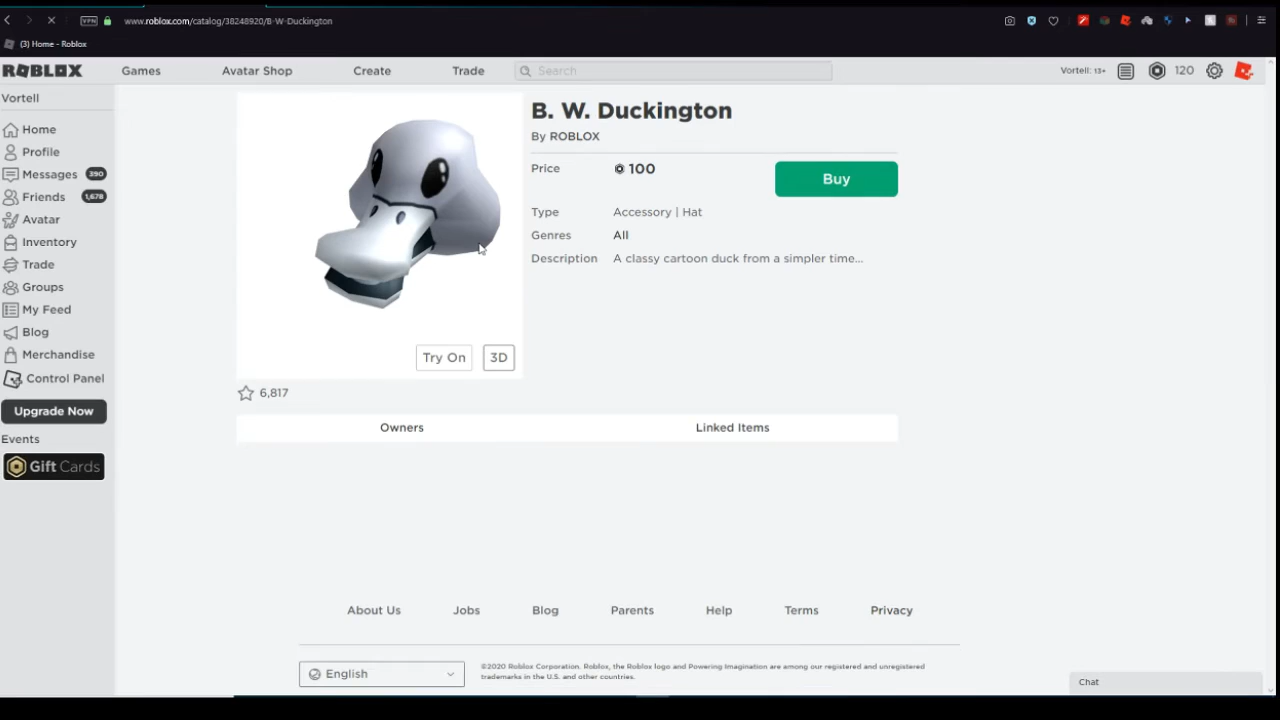 VPN
www.roblox.com/catalog/38248920/B-W-Duckington
(3) Home - Roblox
ROBLOX
Games
Avatar Shop
Create
Trade
Search
Vortell: 13+
120
Vortell
Home
Profile
Messages 390
Friends 1,678
Avatar
Inventory
Trade
Groups
My Feed
Blog
Merchandise
Control Panel
Upgrade Now
Events
Gift Cards
B. W. Duckington
By ROBLOX
Price 100
Buy
Type Accessory | Hat
Genres All
Description A classy cartoon duck from a simpler time...
Try On 3D
6,817
Owners Linked Items
About Us Jobs Blog Parents Help Terms Privacy
English
©2020 Roblox Corporation. Roblox, the Roblox logo and Powering Imagination are among our registered and unregistered
trademarks in the U.S. and other countries.
Chat